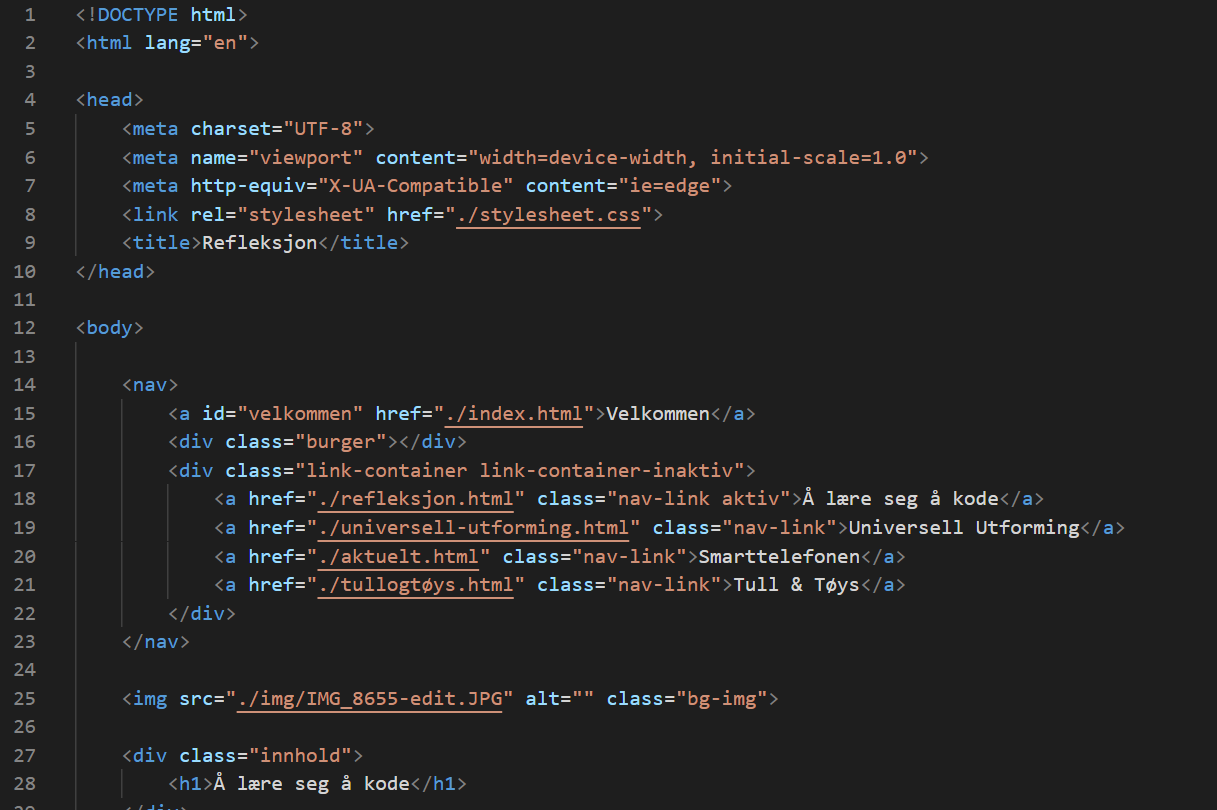 1 <!DOCTYPE html>
2 <html lang="en">
3
4 <head>
5     <meta charset="UTF-8">
6     <meta name="viewport" content="width=device-width, initial-scale=1.0">
7     <meta http-equiv="X-UA-Compatible" content="ie=edge">
8     <link rel="stylesheet" href="./stylesheet.css">
9     <title>Refleksjon</title>
10 </head>
11
12 <body>
13
14     <nav>
15         <a id="velkommen" href="./index.html">Velkommen</a>
16         <div class="burger"></div>
17         <div class="link-container link-container-inaktiv">
18             <a href="./refleksjon.html" class="nav-link aktiv">Å lære seg å kode</a>
19             <a href="./universell-utforming.html" class="nav-link">Universell Utforming</a>
20             <a href="./aktuelt.html" class="nav-link">Smarttelefonen</a>
21             <a href="./tullogtøys.html" class="nav-link">Tull & Tøys</a>
22         </div>
23     </nav>
24
25     <img src="./img/IMG_8655-edit.JPG" alt="" class="bg-img">
26
27     <div class="innhold">
28         <h1>Å lære seg å kode</h1>